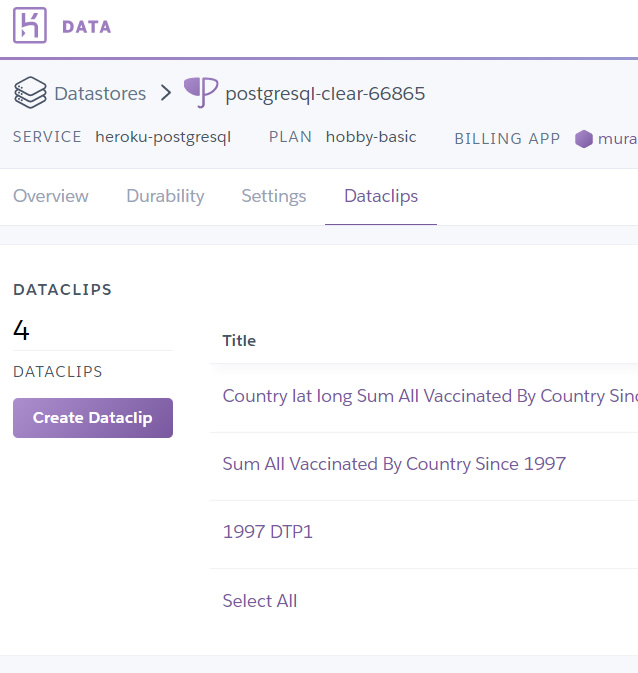 DATA
Datastores > postgresql-clear-66865
SERVICE heroku-postgresql PLAN hobby-basic BILLING APP mura
Overview Durability Settings Dataclips
DATACLIPS
4
DATACLIPS
Create Dataclip
Title
Country lat long Sum All Vaccinated By Country Sinc
Sum All Vaccinated By Country Since 1997
1997 DTP1
Select All